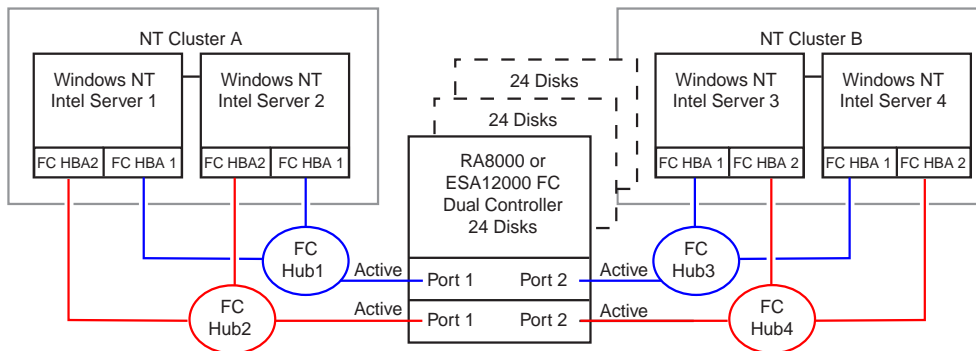 NT Cluster A
NT Cluster B
Windows NT
Intel Server 1
Windows NT
Intel Server 2
FC HBA2
FC HBA 1
FC HBA2
FC HBA 1
24 Disks
24 Disks
RA8000 or
ESA12000 FC
Dual Controller
24 Disks
Windows NT
Intel Server 3
Windows NT
Intel Server 4
FC HBA 1
FC HBA 2
FC HBA 1
FC HBA 2
FC
Hub1
FC
Hub3
Active
Port 1
Port 2
Active
FC
Hub2
FC
Hub4
Active
Port 1
Port 2
Active